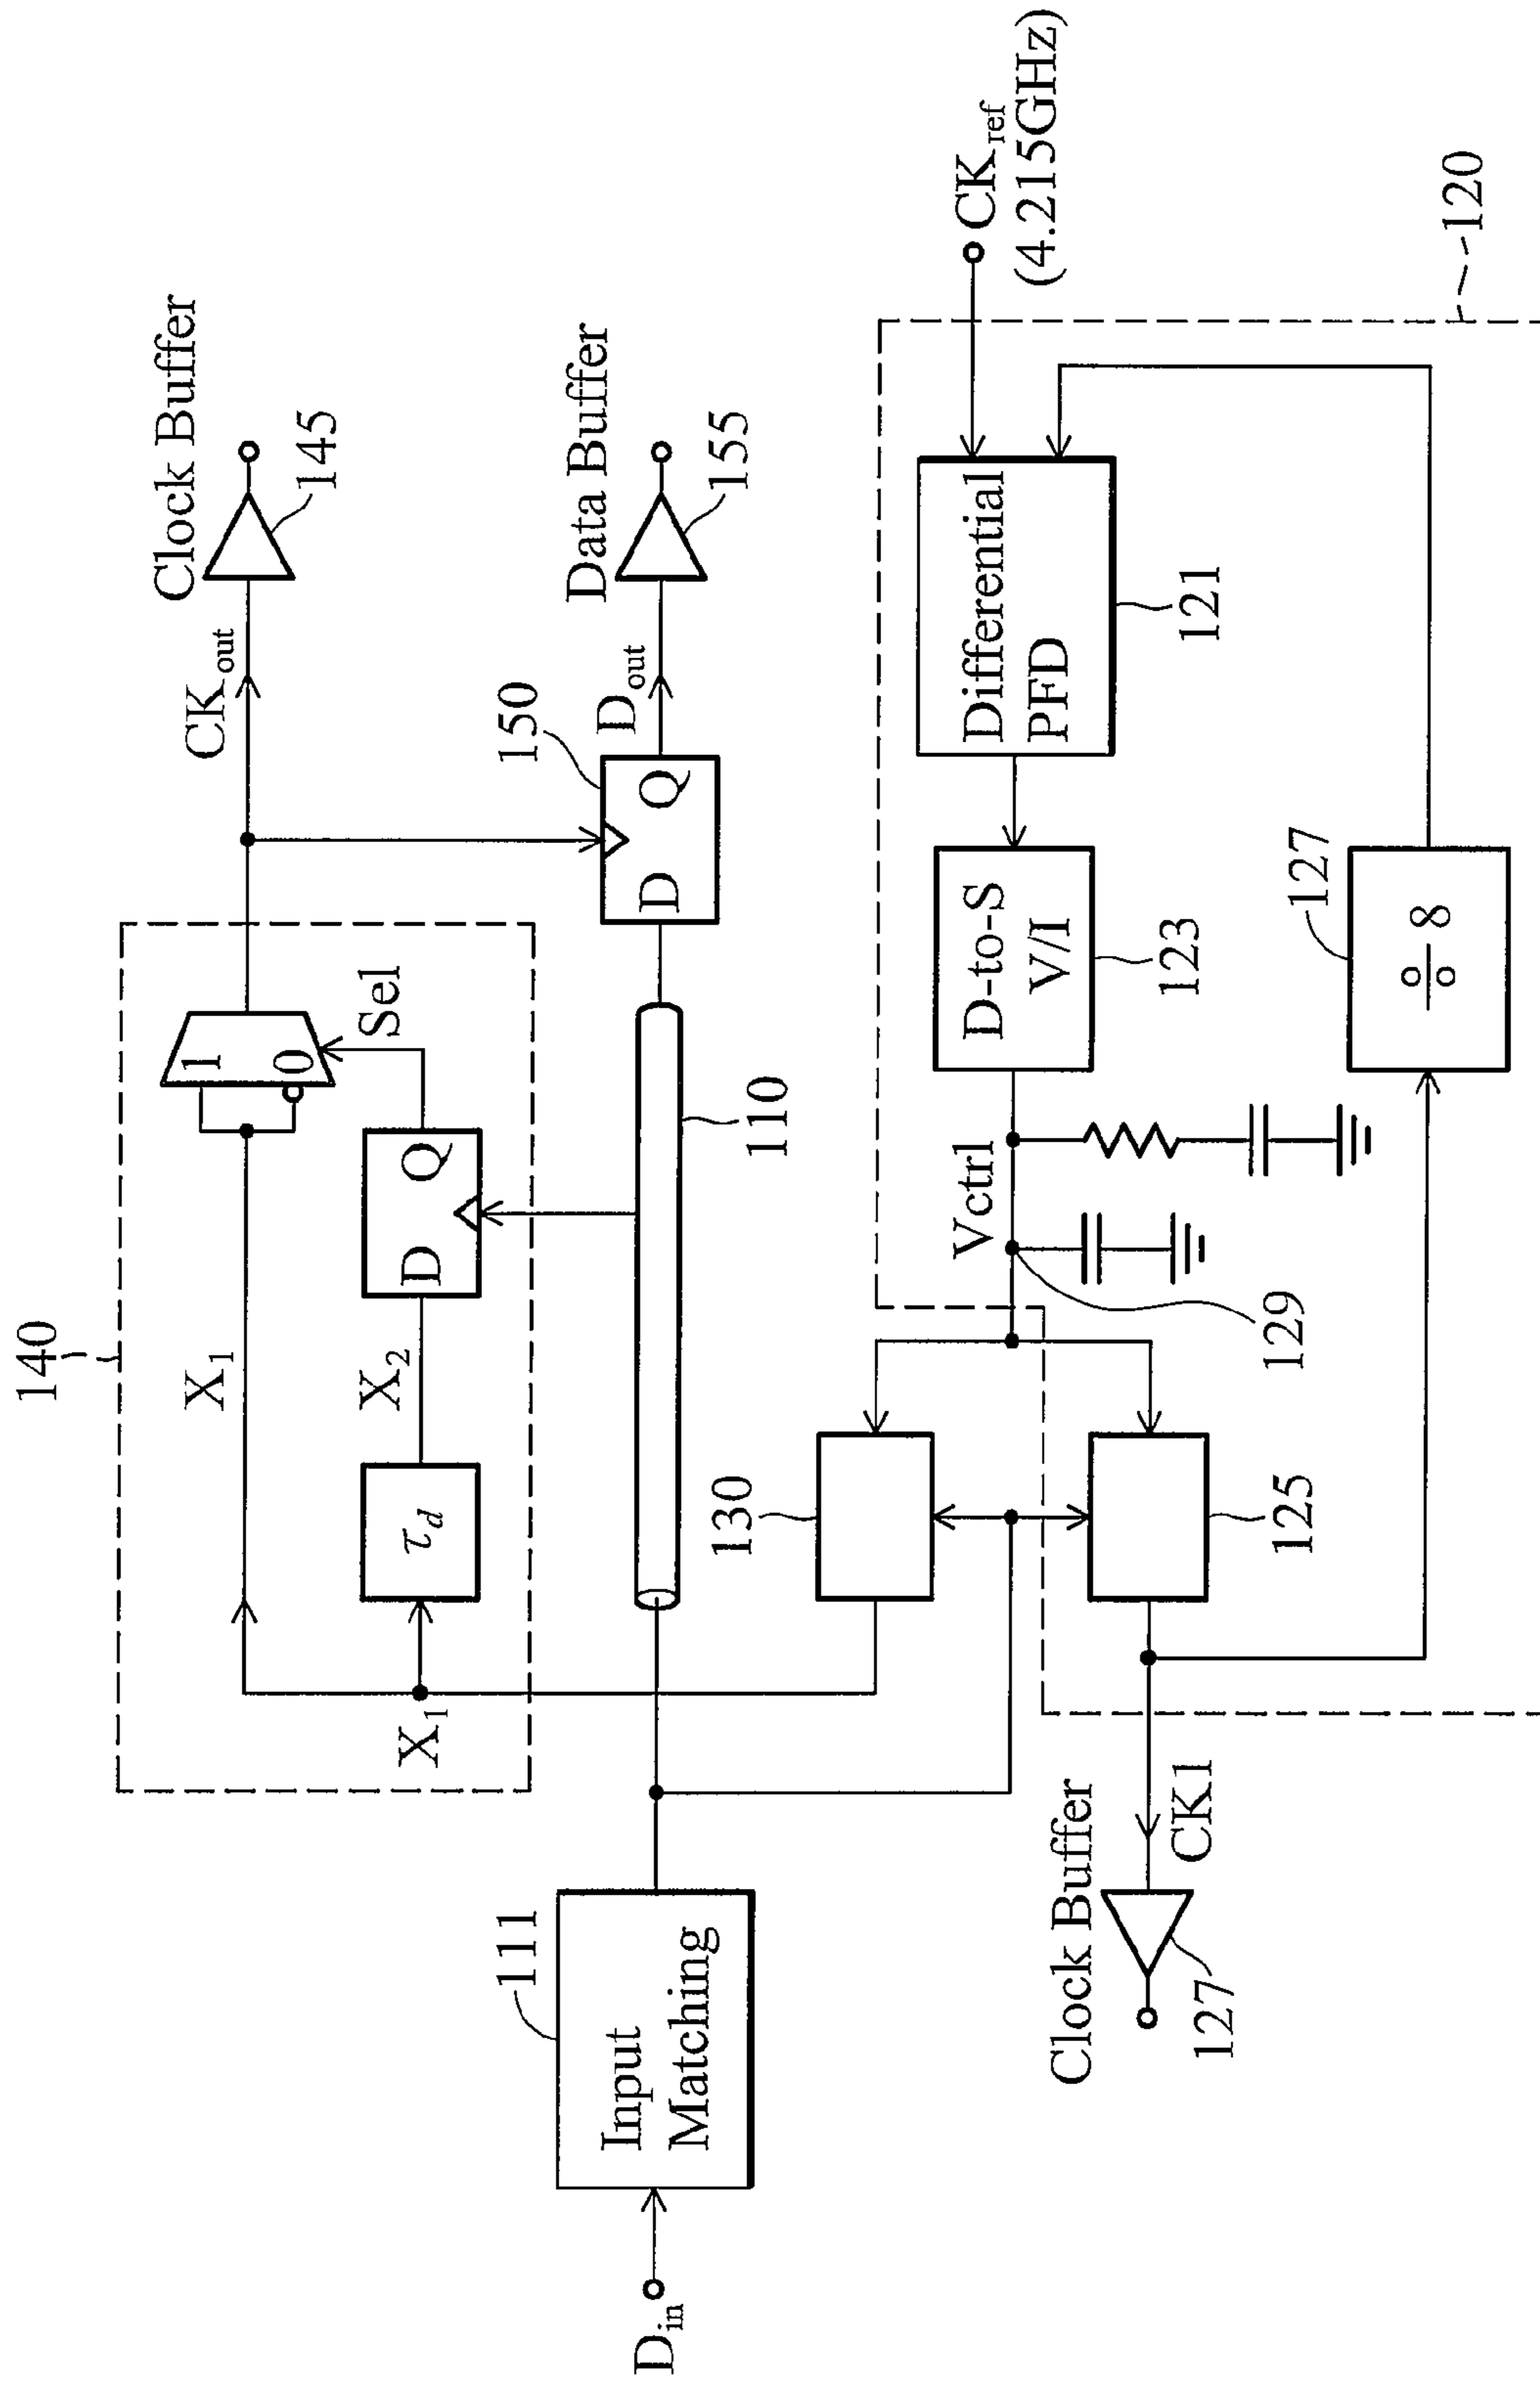 140
X₁
X₁
τd
X₂
D
Q
Sel
1
0
CKout
Clock Buffer
145
Din
Input
Matching
111
110
D
Q
150
Dout
Data Buffer
155
130
Vctrl
129
D-to-S
V/I
123
Differential
PFD
121
CKref
(4.215GHz)
120
Clock Buffer
127
CK1
125
÷ 8
127